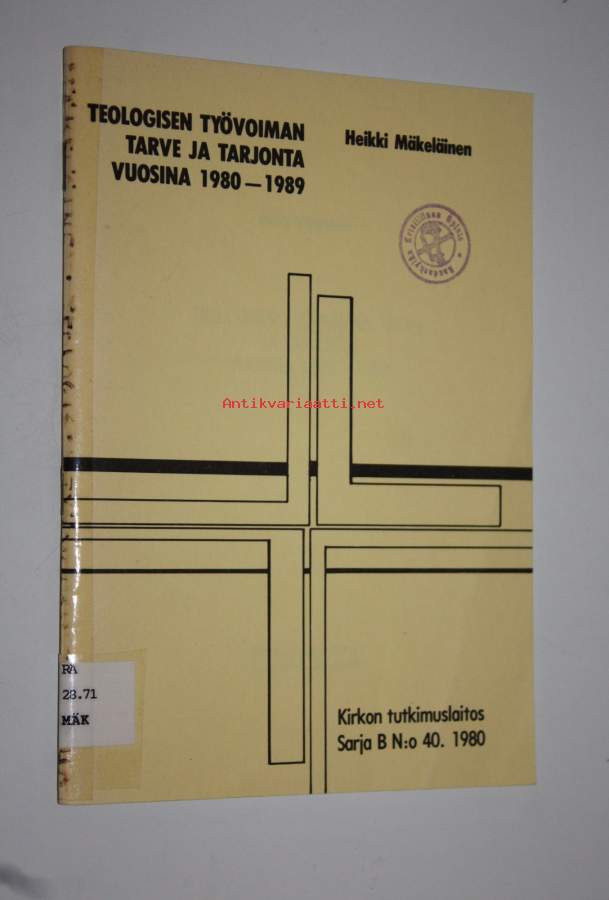 TEOLOGISEN TYÖVOIMAN
TARVE JA TARJONTA
VUOSINA 1980–1989
Heikki Mäkeläinen
Antikvariaatti.net
RA
28.71
MÄK
Kirkon tutkimuslaitos
Sarja B N:o 40. 1980